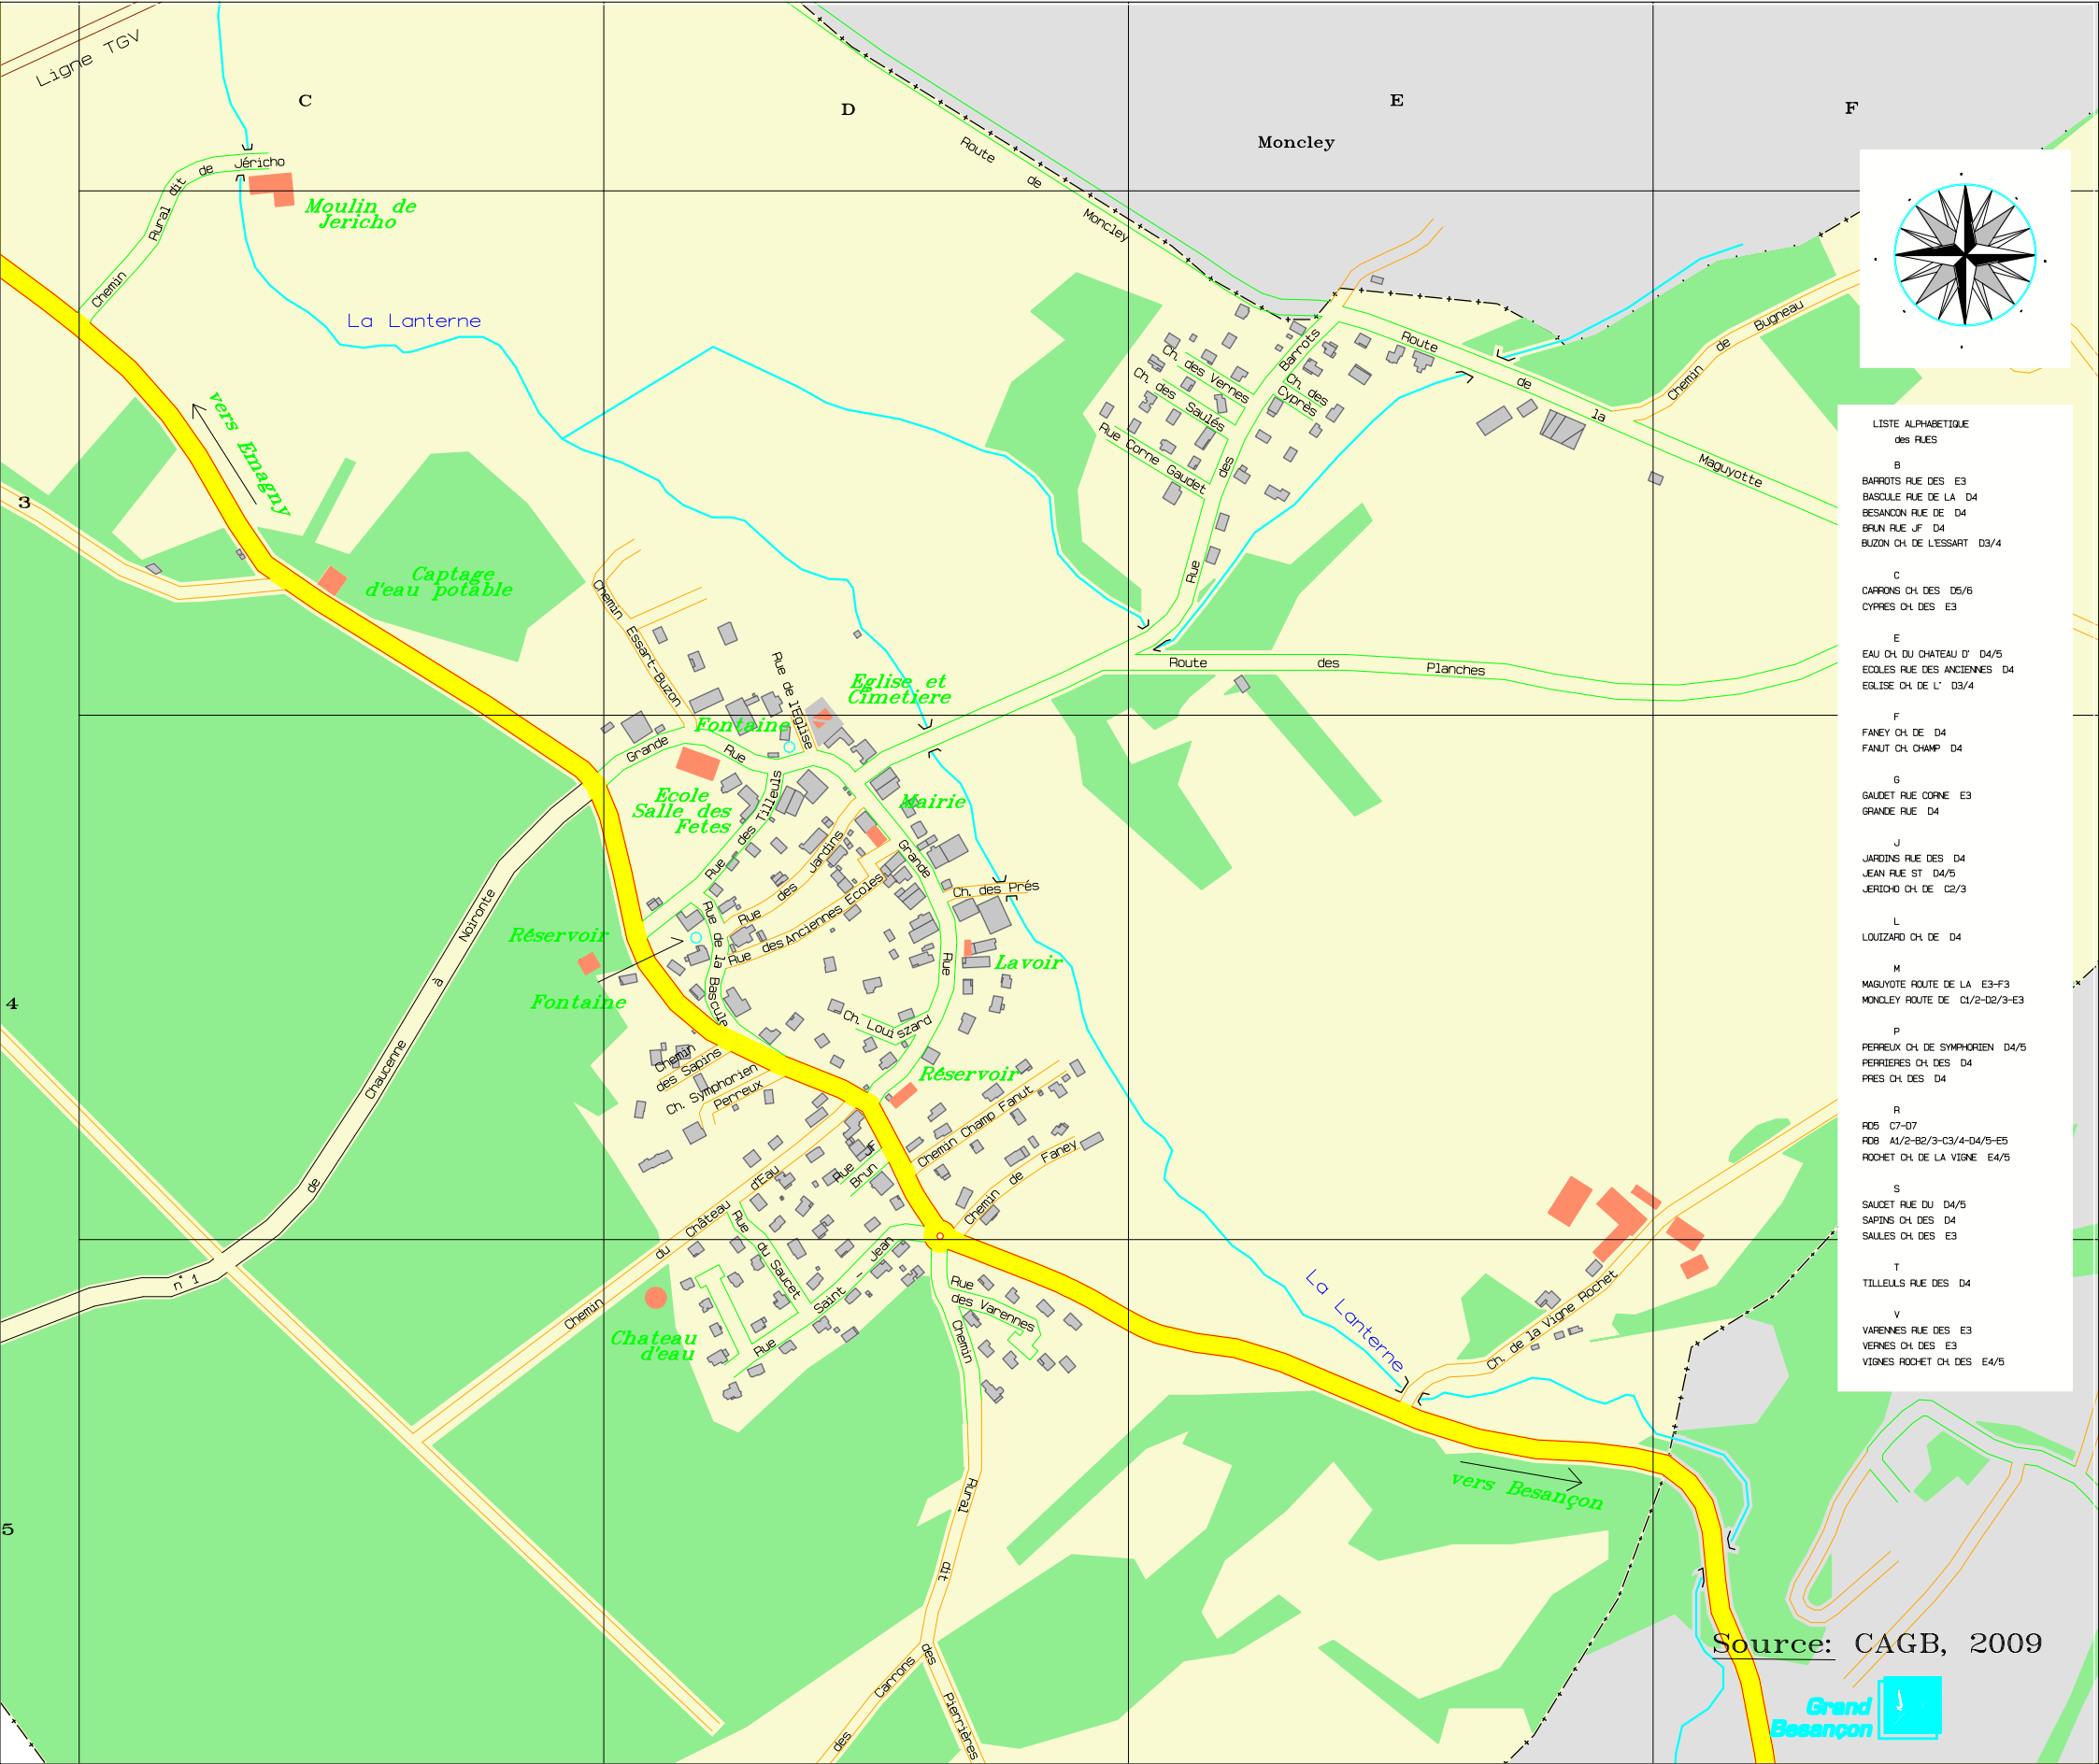 Ligne TGV
C
D
E
F
Moncley
Chemin Rural dit de Jéricho
Moulin de
Jericho
Route de Moncley
La Lanterne
vers Emagny
3
Captage
d'eau potable
Ch. des Vernes
Ch. des Saulés
Rue Corne Gaudet
Rue des Barrots
Ch. des
Cyprès
Route de la Maguyotte
Chemin de Bugneau
Chemin Essart-Buzon
Rue de l'Eglise
Eglise et
Cimetiere
Route des Planches
Fontaine
Grande Rue
Ecole
Salle des
Fetes
Mairie
Rue des Tilleuls
Rue des Jardins
Rue des Anciennes Ecoles
Grande Rue
Ch. des Prés
Rue de la Bascule
Réservoir
Fontaine
Lavoir
4
Ch. Louiszard
Réservoir
Chemin
des Sapins
Ch. Symphorien
Perreux
Chemin Champ Fanut
Chemin de Faney
Rue JF
Brun
Chemin du Château d'Eau
Rue du Saucet
Rue Saint - Jean
Chateau
d'eau
Rue
des Varennes
n° 1 de Chaucenne à Noironte
La Lanterne
Ch. de la Vigne Rochet
vers Besançon
5
Chemin Rural dit des Pierrières
des Carrons
LISTE ALPHABETIQUE
des RUES
B
BARROTS RUE DES E3
BASCULE RUE DE LA D4
BESANCON RUE DE D4
BRUN RUE JF D4
BUZON CH. DE L'ESSART D3/4
C
CARRONS CH. DES D5/6
CYPRES CH. DES E3
E
EAU CH. DU CHATEAU D' D4/5
ECOLES RUE DES ANCIENNES D4
EGLISE CH. DE L' D3/4
F
FANEY CH. DE D4
FANUT CH. CHAMP D4
G
GAUDET RUE CORNE E3
GRANDE RUE D4
J
JARDINS RUE DES D4
JEAN RUE ST D4/5
JERICHO CH. DE C2/3
L
LOUIZARD CH. DE D4
M
MAGUYOTE ROUTE DE LA E3-F3
MONCLEY ROUTE DE C1/2-D2/3-E3
P
PERREUX CH. DE SYMPHORIEN D4/5
PERRIERES CH. DES D4
PRES CH. DES D4
R
RD5 C7-D7
RD8 A1/2-B2/3-C3/4-D4/5-E5
ROCHET CH. DE LA VIGNE E4/5
S
SAUCET RUE DU D4/5
SAPINS CH. DES D4
SAULES CH. DES E3
T
TILLEULS RUE DES D4
V
VARENNES RUE DES E3
VERNES CH. DES E3
VIGNES ROCHET CH. DES E4/5
Source: CAGB, 2009
Grand
Besançon